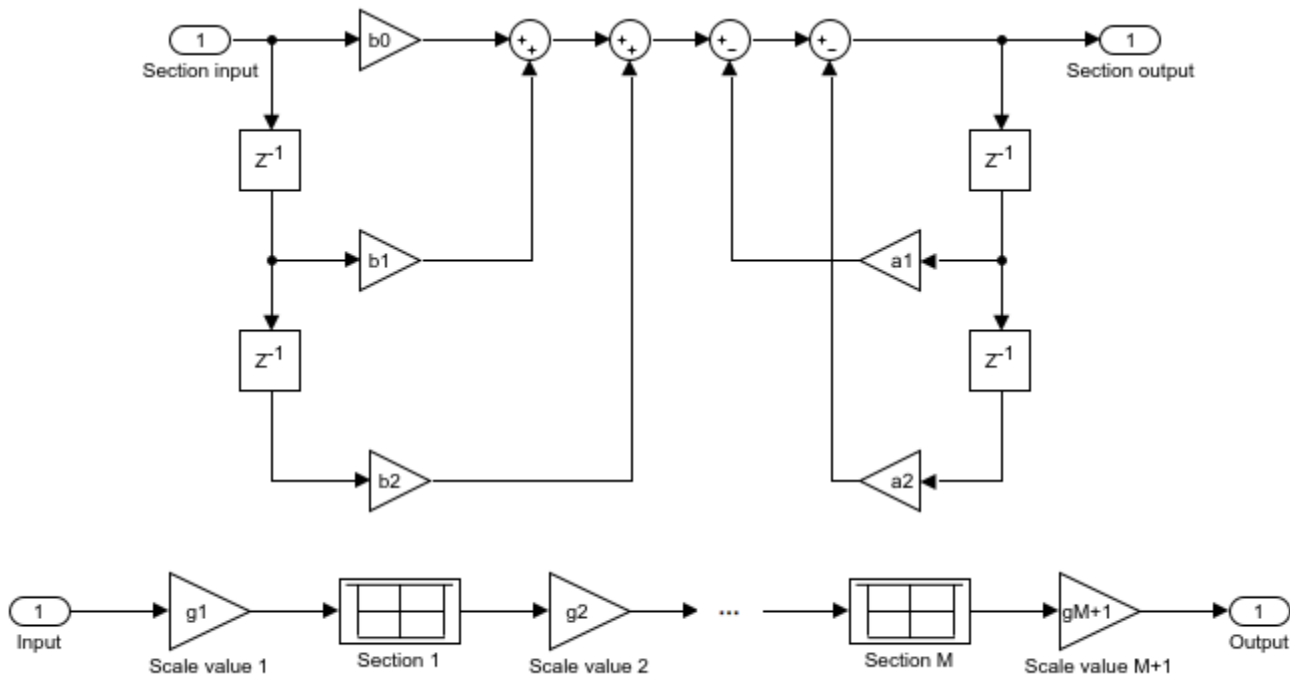 1
b0
+ +
+ +
+ −
+ −
1
Section input
Section output
Z-1
Z-1
b1
a1
Z-1
Z-1
b2
a2
1
g1
g2
...
gM+1
1
Input
Scale value 1
Section 1
Scale value 2
Section M
Scale value M+1
Output